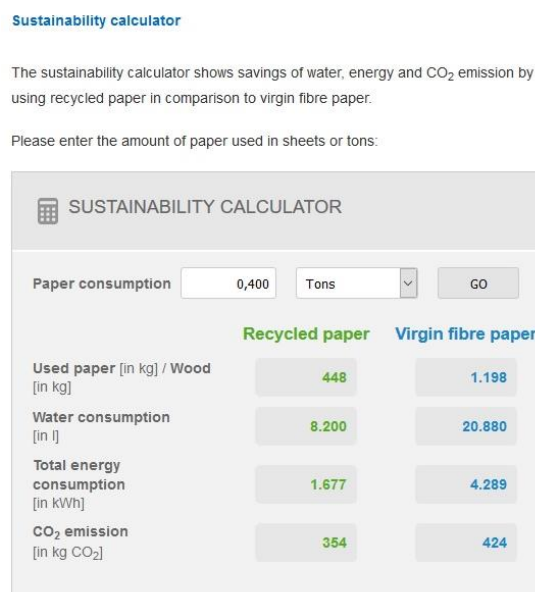 Sustainability calculator
The sustainability calculator shows savings of water, energy and CO₂ emission by
using recycled paper in comparison to virgin fibre paper.
Please enter the amount of paper used in sheets or tons:
SUSTAINABILITY CALCULATOR
Paper consumption 0,400 Tons GO
Recycled paper Virgin fibre paper
Used paper [in kg] / Wood
[in kg] 448 1.198
Water consumption
[in l] 8.200 20.880
Total energy
consumption 1.677 4.289
[in kWh]
CO₂ emission
[in kg CO₂] 354 424